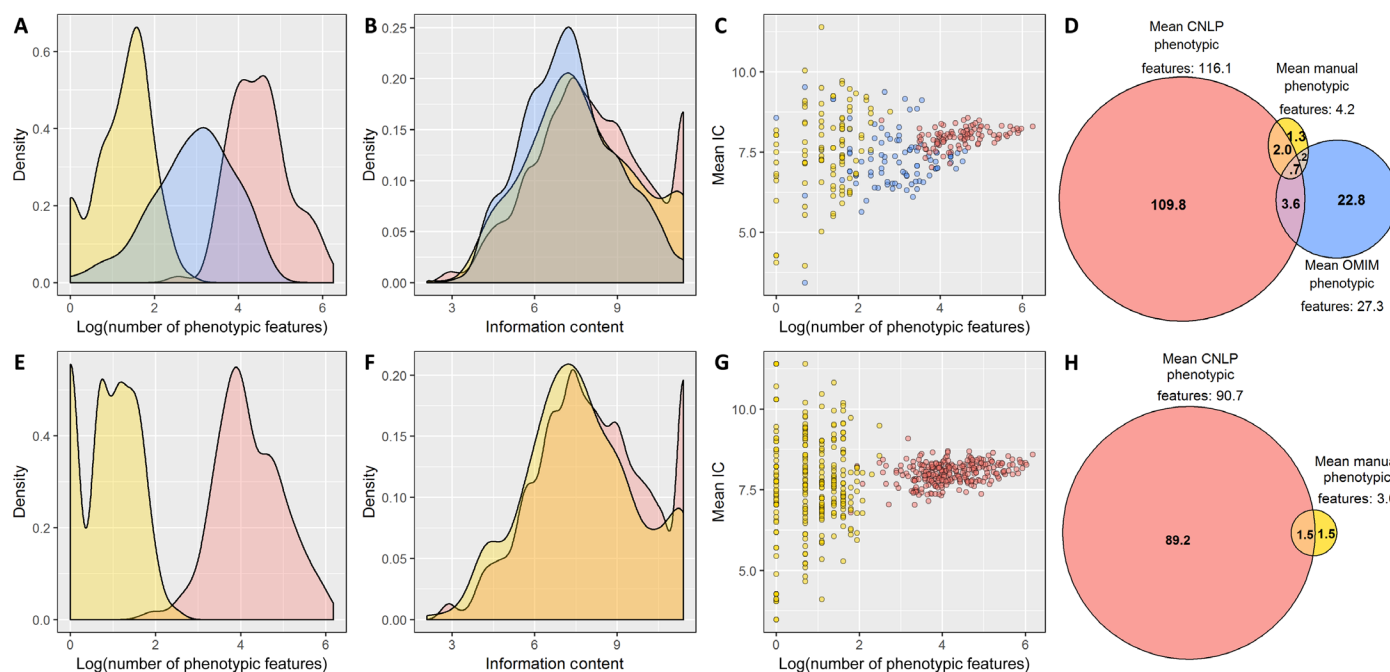 A
Density
0.6
0.4
0.2
0.0
0
2
4
6
Log(number of phenotypic features)
B
Density
0.25
0.20
0.15
0.10
0.05
0.00
3
6
9
Information content
C
Mean IC
10.0
7.5
5.0
0
2
4
6
Log(number of phenotypic features)
D
Mean CNLP
phenotypic
features: 116.1
Mean manual
phenotypic
features: 4.2
1.3
2.0
.2
.7
109.8
3.6
22.8
Mean OMIM
phenotypic
features: 27.3
E
Density
0.4
0.2
0.0
0
2
4
6
Log(number of phenotypic features)
F
Density
0.20
0.15
0.10
0.05
0.00
3
6
9
Information content
G
Mean IC
10.0
7.5
5.0
0
2
4
6
Log(number of phenotypic features)
H
Mean CNLP
phenotypic
features: 90.7
Mean manua
phenotypic
features: 3.
89.2
1.5
1.5